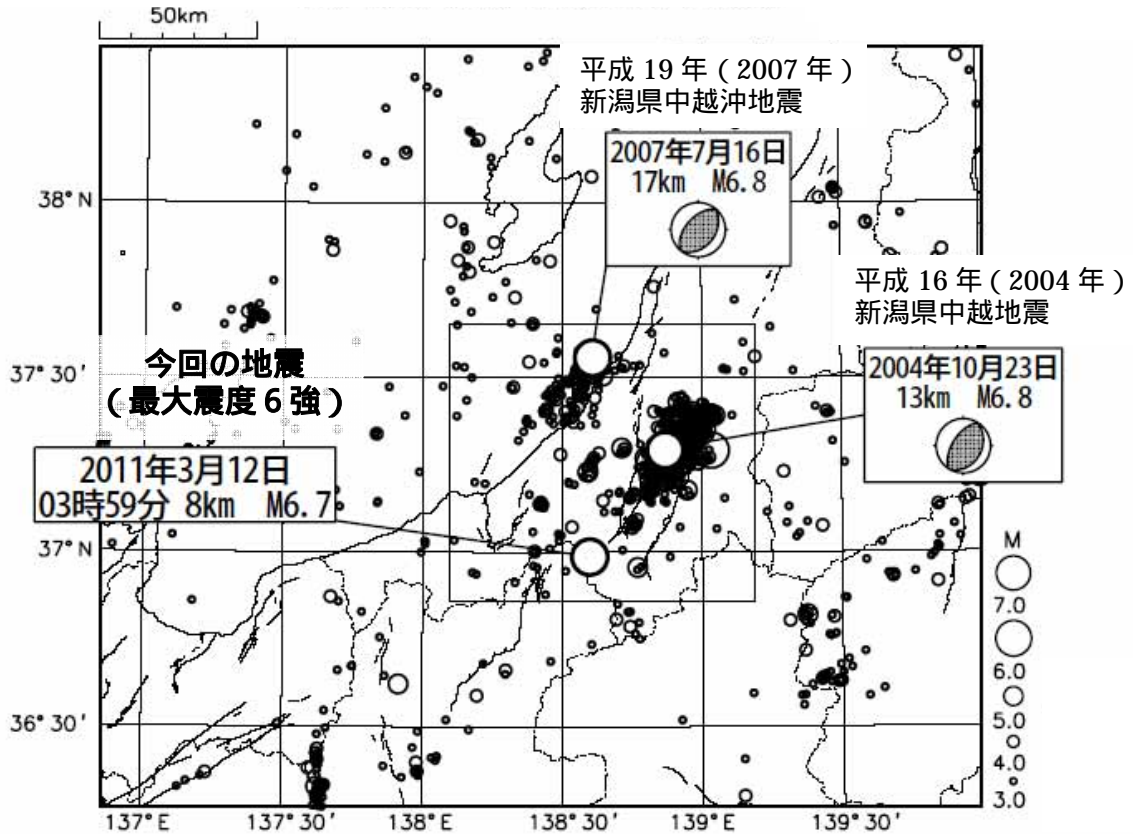 50km
平成 19 年 ( 2007 年 )
新潟県中越沖地震
2007年7月16日
17km M6.8
38°N
平成 16 年 ( 2004 年 )
新潟県中越地震
2004年10月23日
13km M6.8
37°30'
今回の地震
( 最大震度 6 強 )
2011年3月12日
03時59分 8km M6.7
37°N
36°30'
M
7.0
6.0
5.0
4.0
3.0
137°E
137°30'
138°E
138°30'
139°E
139°30'